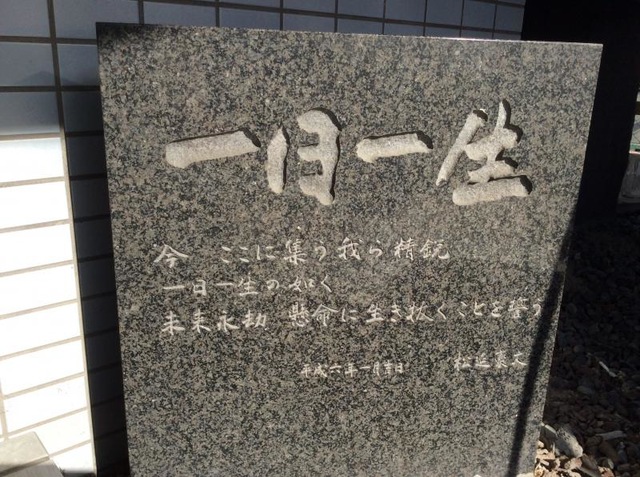 一日一生
今 ここに集う我ら精鋭
一日一生の如く
未来永劫 懸命に生き抜くことを誓う
平成六年一月吉日